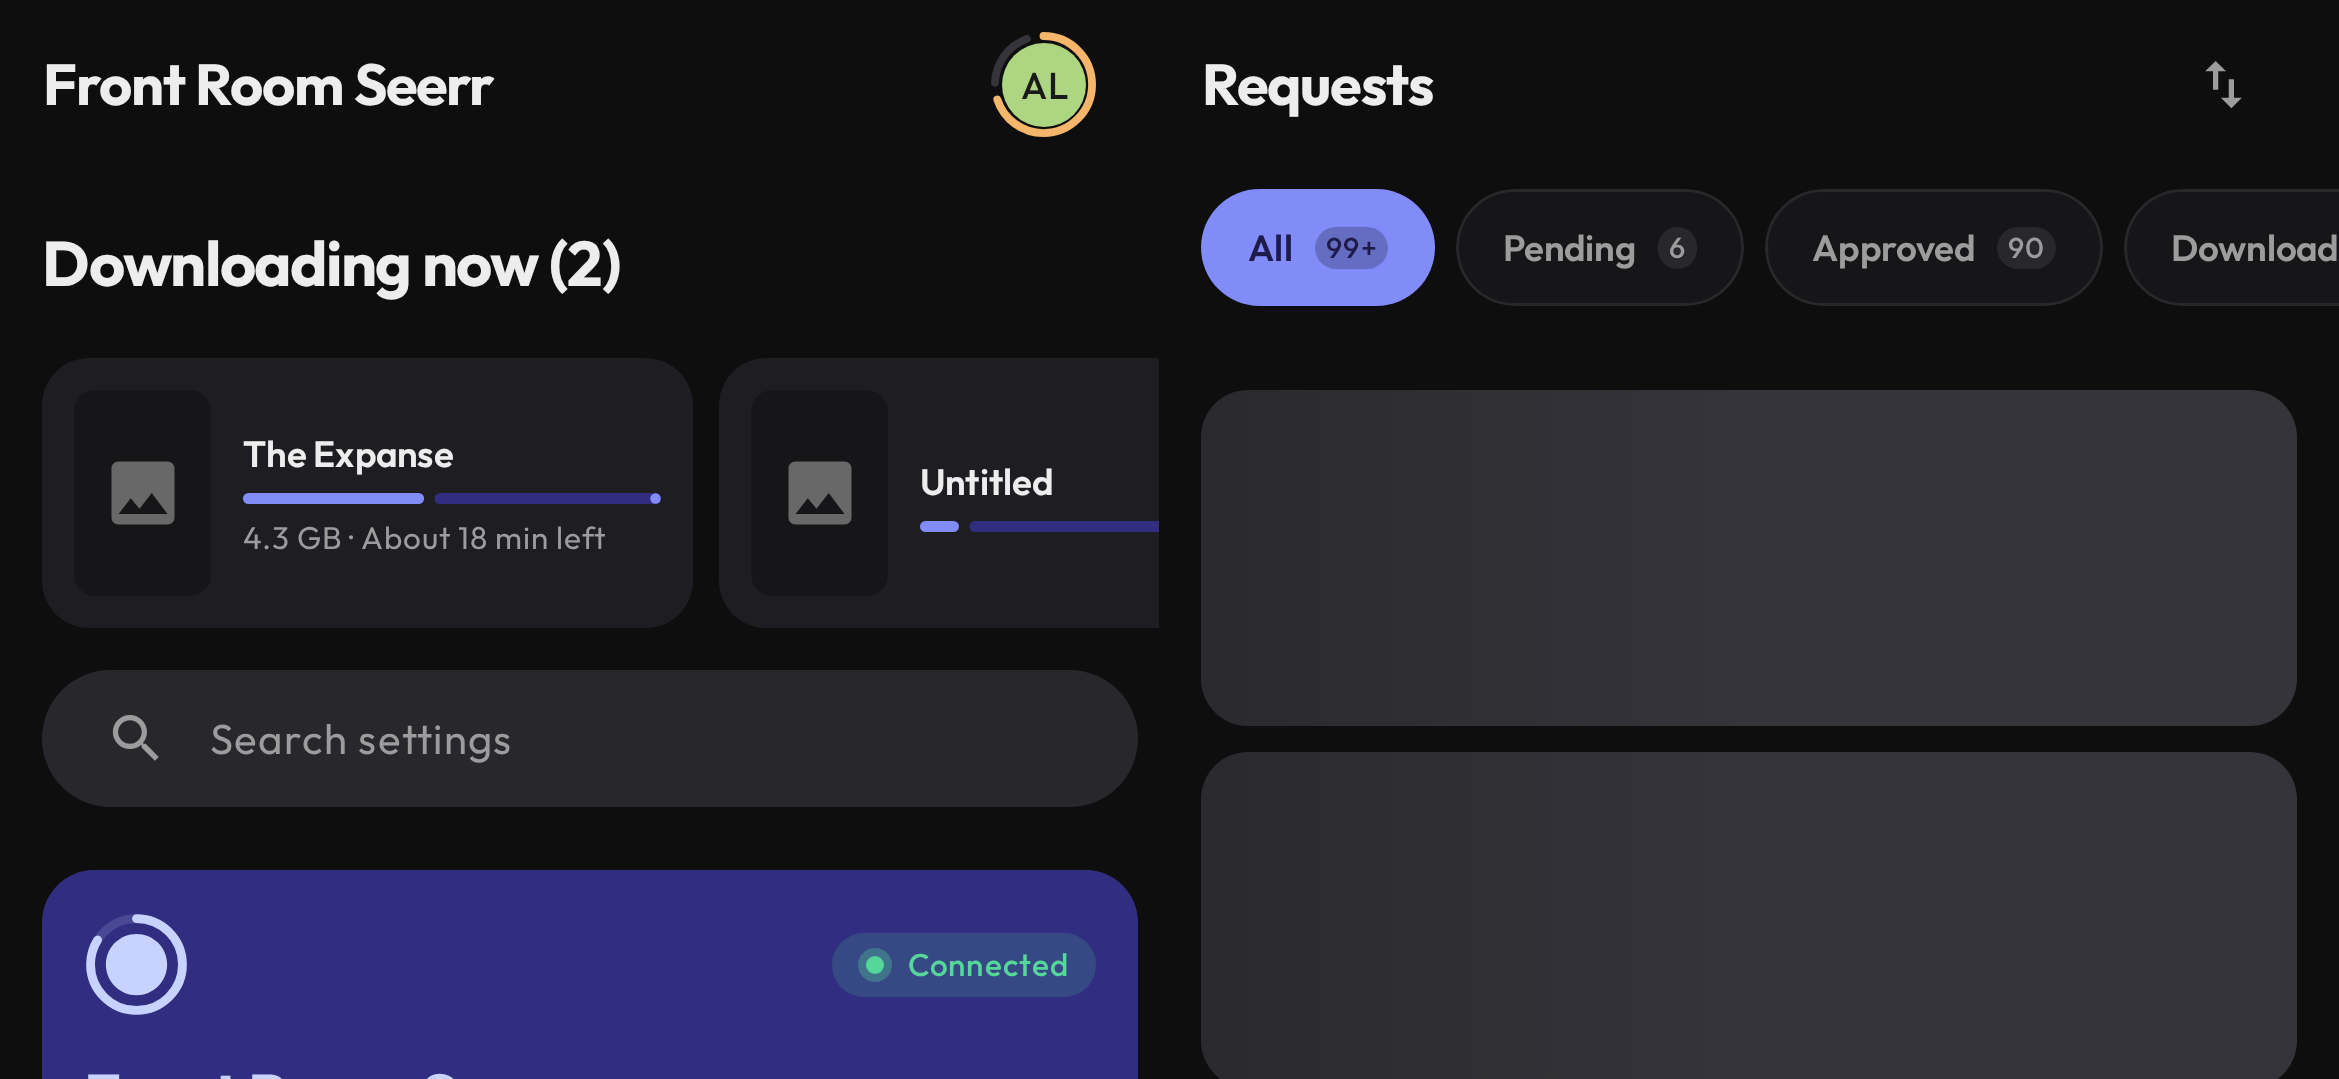 Front Room Seerr
AL
Downloading now (2)
The Expanse
4.3 GB · About 18 min left
Untitled
Search settings
Connected
Requests
All 99+
Pending 6
Approved 90
Download